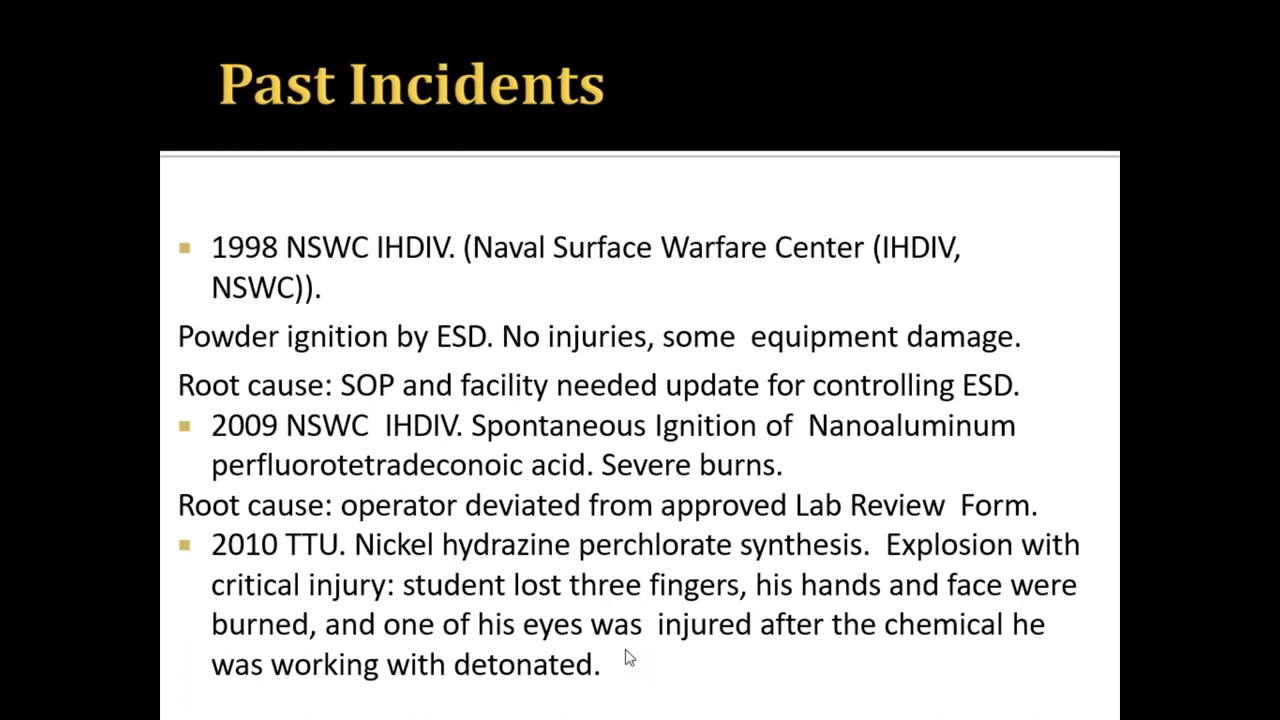 Past Incidents
1998 NSWC IHDIV. (Naval Surface Warfare Center (IHDIV,
NSWC)).
Powder ignition by ESD. No injuries, some equipment damage.
Root cause: SOP and facility needed update for controlling ESD.
2009 NSWC IHDIV. Spontaneous Ignition of Nanoaluminum
perfluorotetradeconoic acid. Severe burns.
Root cause: operator deviated from approved Lab Review Form.
2010 TTU. Nickel hydrazine perchlorate synthesis. Explosion with
critical injury: student lost three fingers, his hands and face were
burned, and one of his eyes was injured after the chemical he
was working with detonated.